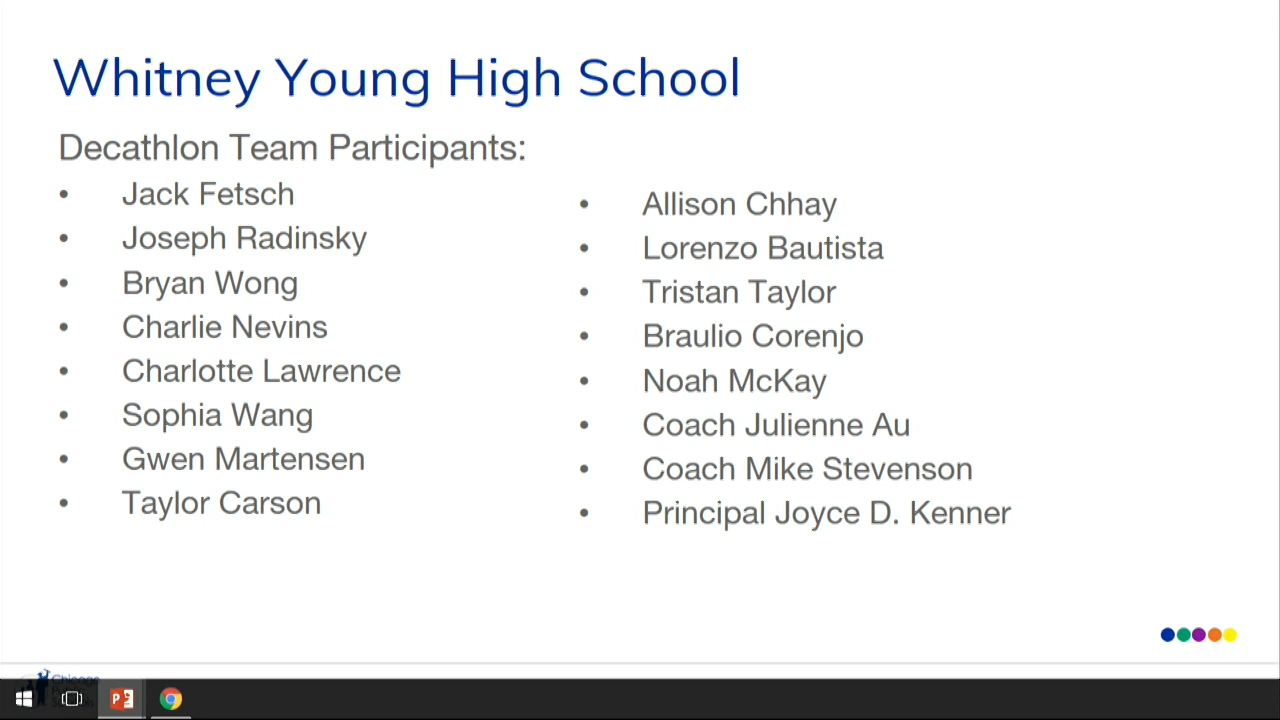 Whitney Young High School
Decathlon Team Participants:
• Jack Fetsch
• Joseph Radinsky
• Bryan Wong
• Charlie Nevins
• Charlotte Lawrence
• Sophia Wang
• Gwen Martensen
• Taylor Carson
• Allison Chhay
• Lorenzo Bautista
• Tristan Taylor
• Braulio Corenjo
• Noah McKay
• Coach Julienne Au
• Coach Mike Stevenson
• Principal Joyce D. Kenner
Chicago